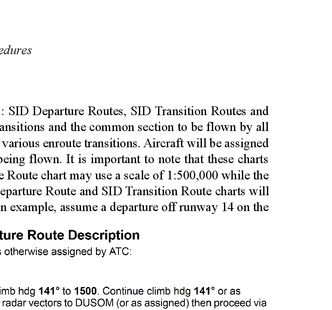 edures
: SID Departure Routes, SID Transition Routes and
ansitions and the common section to be flown by all
various enroute transitions. Aircraft will be assigned
being flown. It is important to note that these charts
e Route chart may use a scale of 1:500,000 while the
eparture Route and SID Transition Route charts will
n example, assume a departure off runway 14 on the
ture Route Description
s otherwise assigned by ATC:
imb hdg 141° to 1500. Continue climb hdg 141° or as
radar vectors to DUSOM (or as assigned) then proceed via